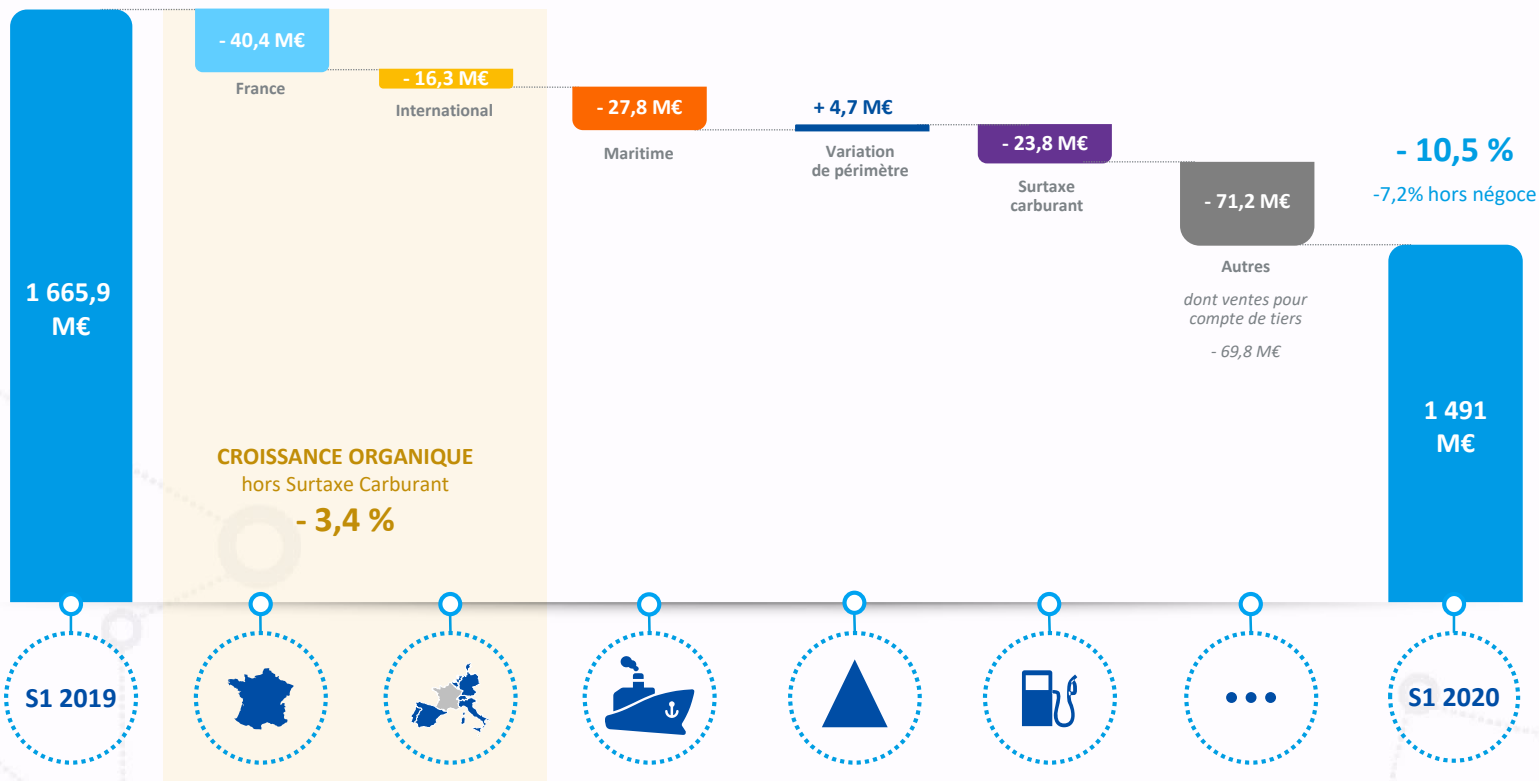 1 665,9
M€
- 40,4 M€
France
- 16,3 M€
International
- 27,8 M€
Maritime
+ 4,7 M€
Variation
de périmètre
- 23,8 M€
Surtaxe
carburant
- 71,2 M€
Autres
dont ventes pour
compte de tiers
- 69,8 M€
- 10,5 %
-7,2% hors négoce
1 491
M€
CROISSANCE ORGANIQUE
hors Surtaxe Carburant
- 3,4 %
S1 2019
S1 2020